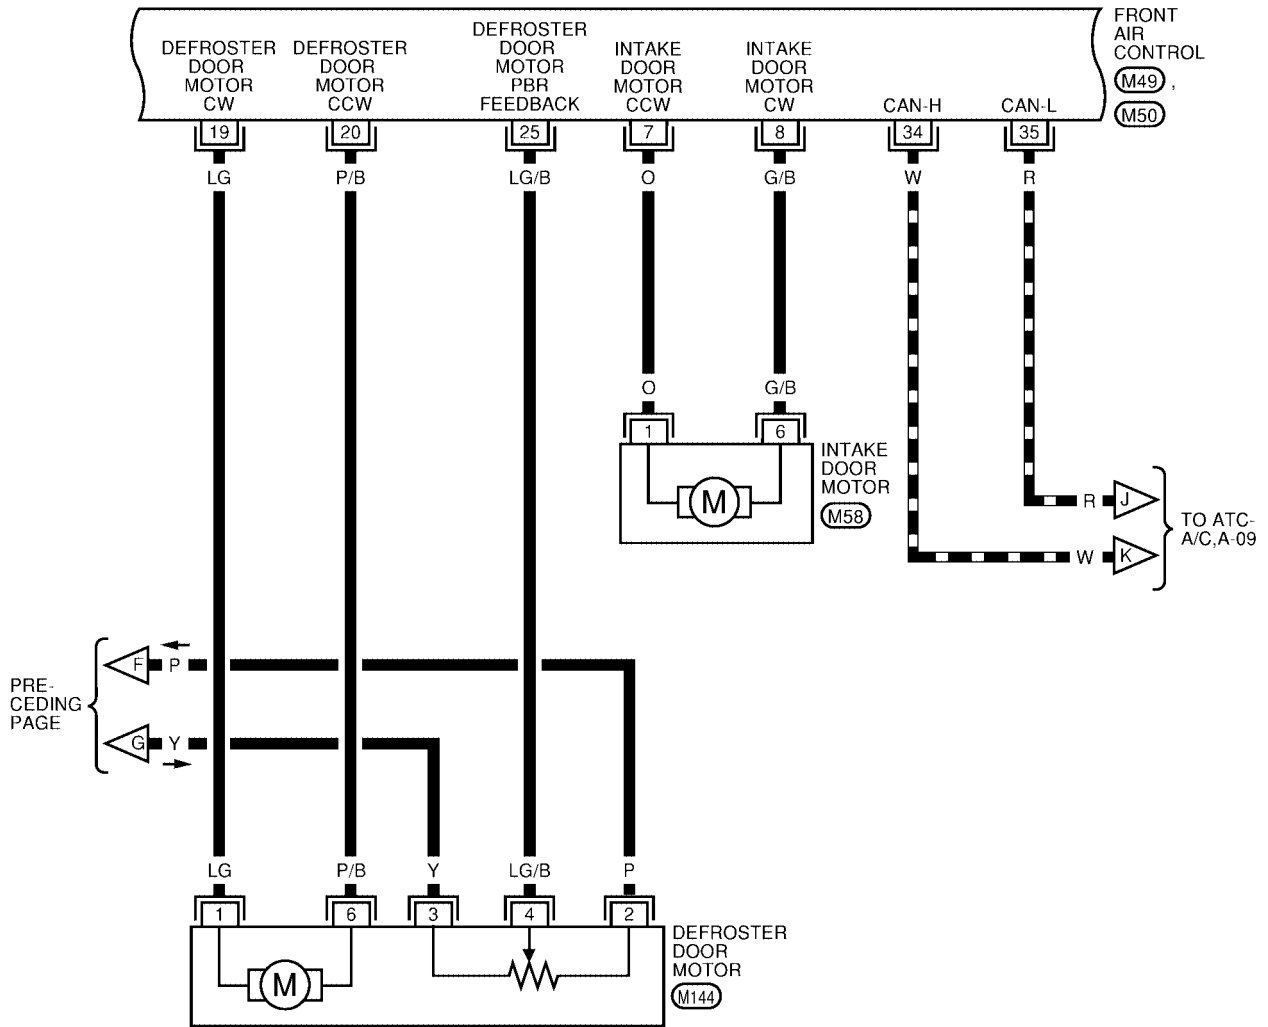 FRONT
AIR
CONTROL
M49 ,
M50
DEFROSTER
DOOR
MOTOR
CW
DEFROSTER
DOOR
MOTOR
CCW
DEFROSTER
DOOR
MOTOR
PBR
FEEDBACK
INTAKE
DOOR
MOTOR
CCW
INTAKE
DOOR
MOTOR
CW
CAN-H
CAN-L
19 20 25 7 8 34 35
LG P/B LG/B O G/B W R
O G/B
1 6
M
INTAKE
DOOR
MOTOR
M58
R J
W K
TO ATC-
A/C,A-09
PRE-
CEDING
PAGE
F P
G Y
LG P/B Y LG/B P
1 6 3 4 2
M
DEFROSTER
DOOR
MOTOR
M144